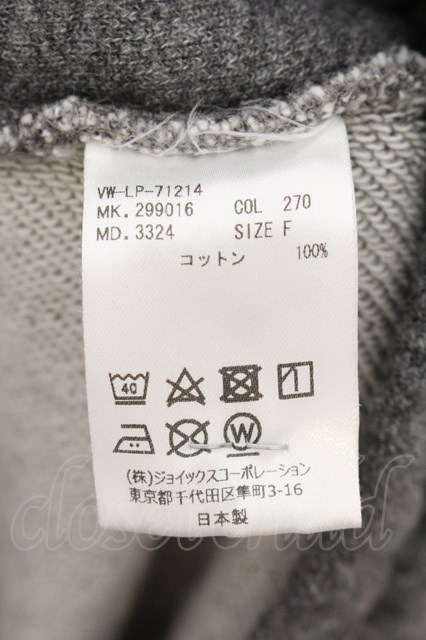 VW-LP-71214
MK. 299016 COL 270
MD. 3324 SIZE F
コットン 100%
40
W
(株)ジョイックスコーポレーション
東京都千代田区隼町3-16
日本製
closet child